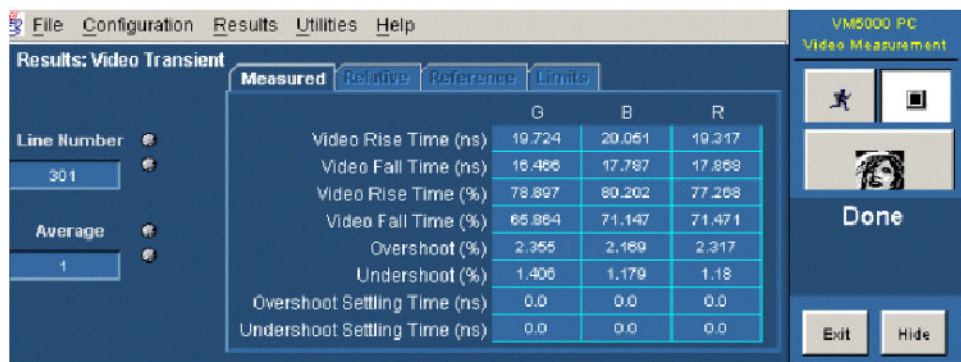 File Configuration Results Utilities Help
Results: Video Transient
Measured Relative Reference Limits
G B R
Line Number
301
Average
1
Video Rise Time (ns) 19.724 20.051 19.317
Video Fall Time (ns) 16.466 17.787 17.868
Video Rise Time (%) 78.897 80.202 77.268
Video Fall Time (%) 65.864 71.147 71.471
Overshoot (%) 2.355 2.169 2.317
Undershoot (%) 1.406 1.179 1.18
Overshoot Settling Time (ns) 0.0 0.0 0.0
Undershoot Settling Time (ns) 0.0 0.0 0.0
VM5000 PC
Video Measurement
Done
Exit Hide